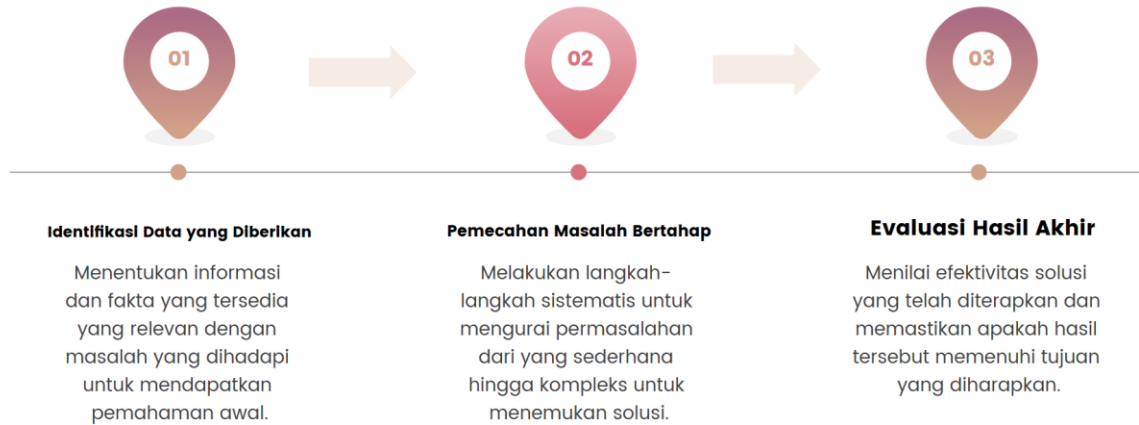 01
02
03
Identifikasi Data yang Diberikan
Menentukan informasi
dan fakta yang tersedia
yang relevan dengan
masalah yang dihadapi
untuk mendapatkan
pemahaman awal.
Pemecahan Masalah Bertahap
Melakukan langkah-
langkah sistematis untuk
mengurai permasalahan
dari yang sederhana
hingga kompleks untuk
menemukan solusi.
Evaluasi Hasil Akhir
Menilai efektivitas solusi
yang telah diterapkan dan
memastikan apakah hasil
tersebut memenuhi tujuan
yang diharapkan.